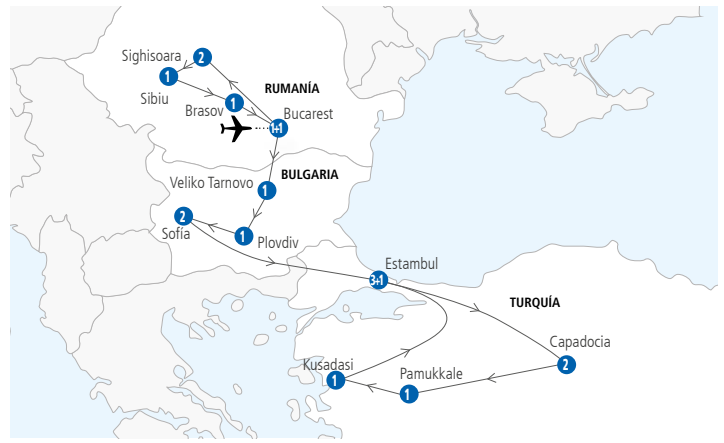 Sighisoara
2
1
Sibiu
RUMANÍA
Brasov
1
Bucarest
1+1
Veliko Tarnovo
1
BULGARIA
2
Sofía
1
Plovdiv
Estambul
3+1
TURQUÍA
Capadocia
2
Kusadasi
1
Pamukkale
1